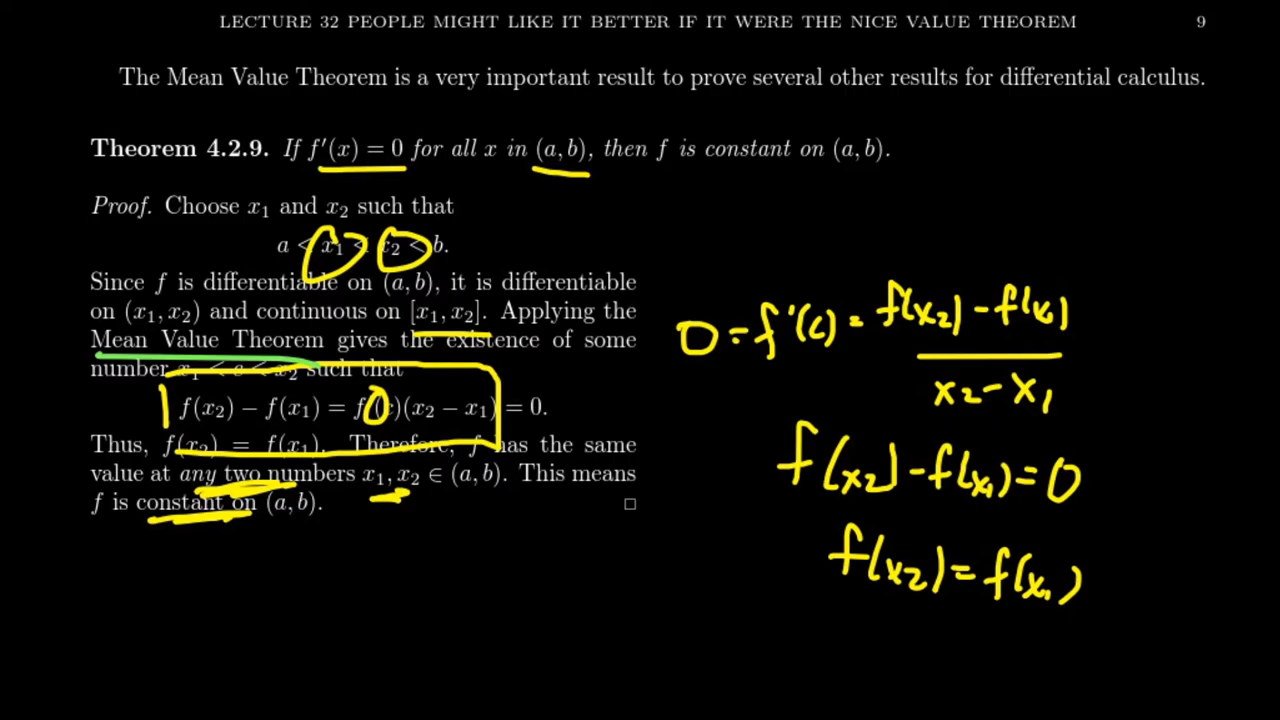 LECTURE 32 PEOPLE MIGHT LIKE IT BETTER IF IT WERE THE NICE VALUE THEOREM 9
The Mean Value Theorem is a very important result to prove several other results for differential calculus.
Theorem 4.2.9. If f′(x) = 0 for all x in (a, b), then f is constant on (a, b).
Proof. Choose x₁ and x₂ such that
a < x₁ < x₂ < b.
Since f is differentiable on (a, b), it is differentiable
on (x₁, x₂) and continuous on [x₁, x₂]. Applying the
Mean Value Theorem gives the existence of some
number x₁ < c < x₂ such that
f(x₂) − f(x₁) = f 0 )(x₂ − x₁) = 0.
Thus, f(x₂) = f(x₁). Therefore, f has the same
value at any two numbers x₁, x₂ ∈ (a, b). This means
f is constant on (a, b). □
0 = f'(c) = f(x₂) - f(x₁)
x₂ - x₁
f(x₂) - f(x₁) = 0
f(x₂) = f(x₁)